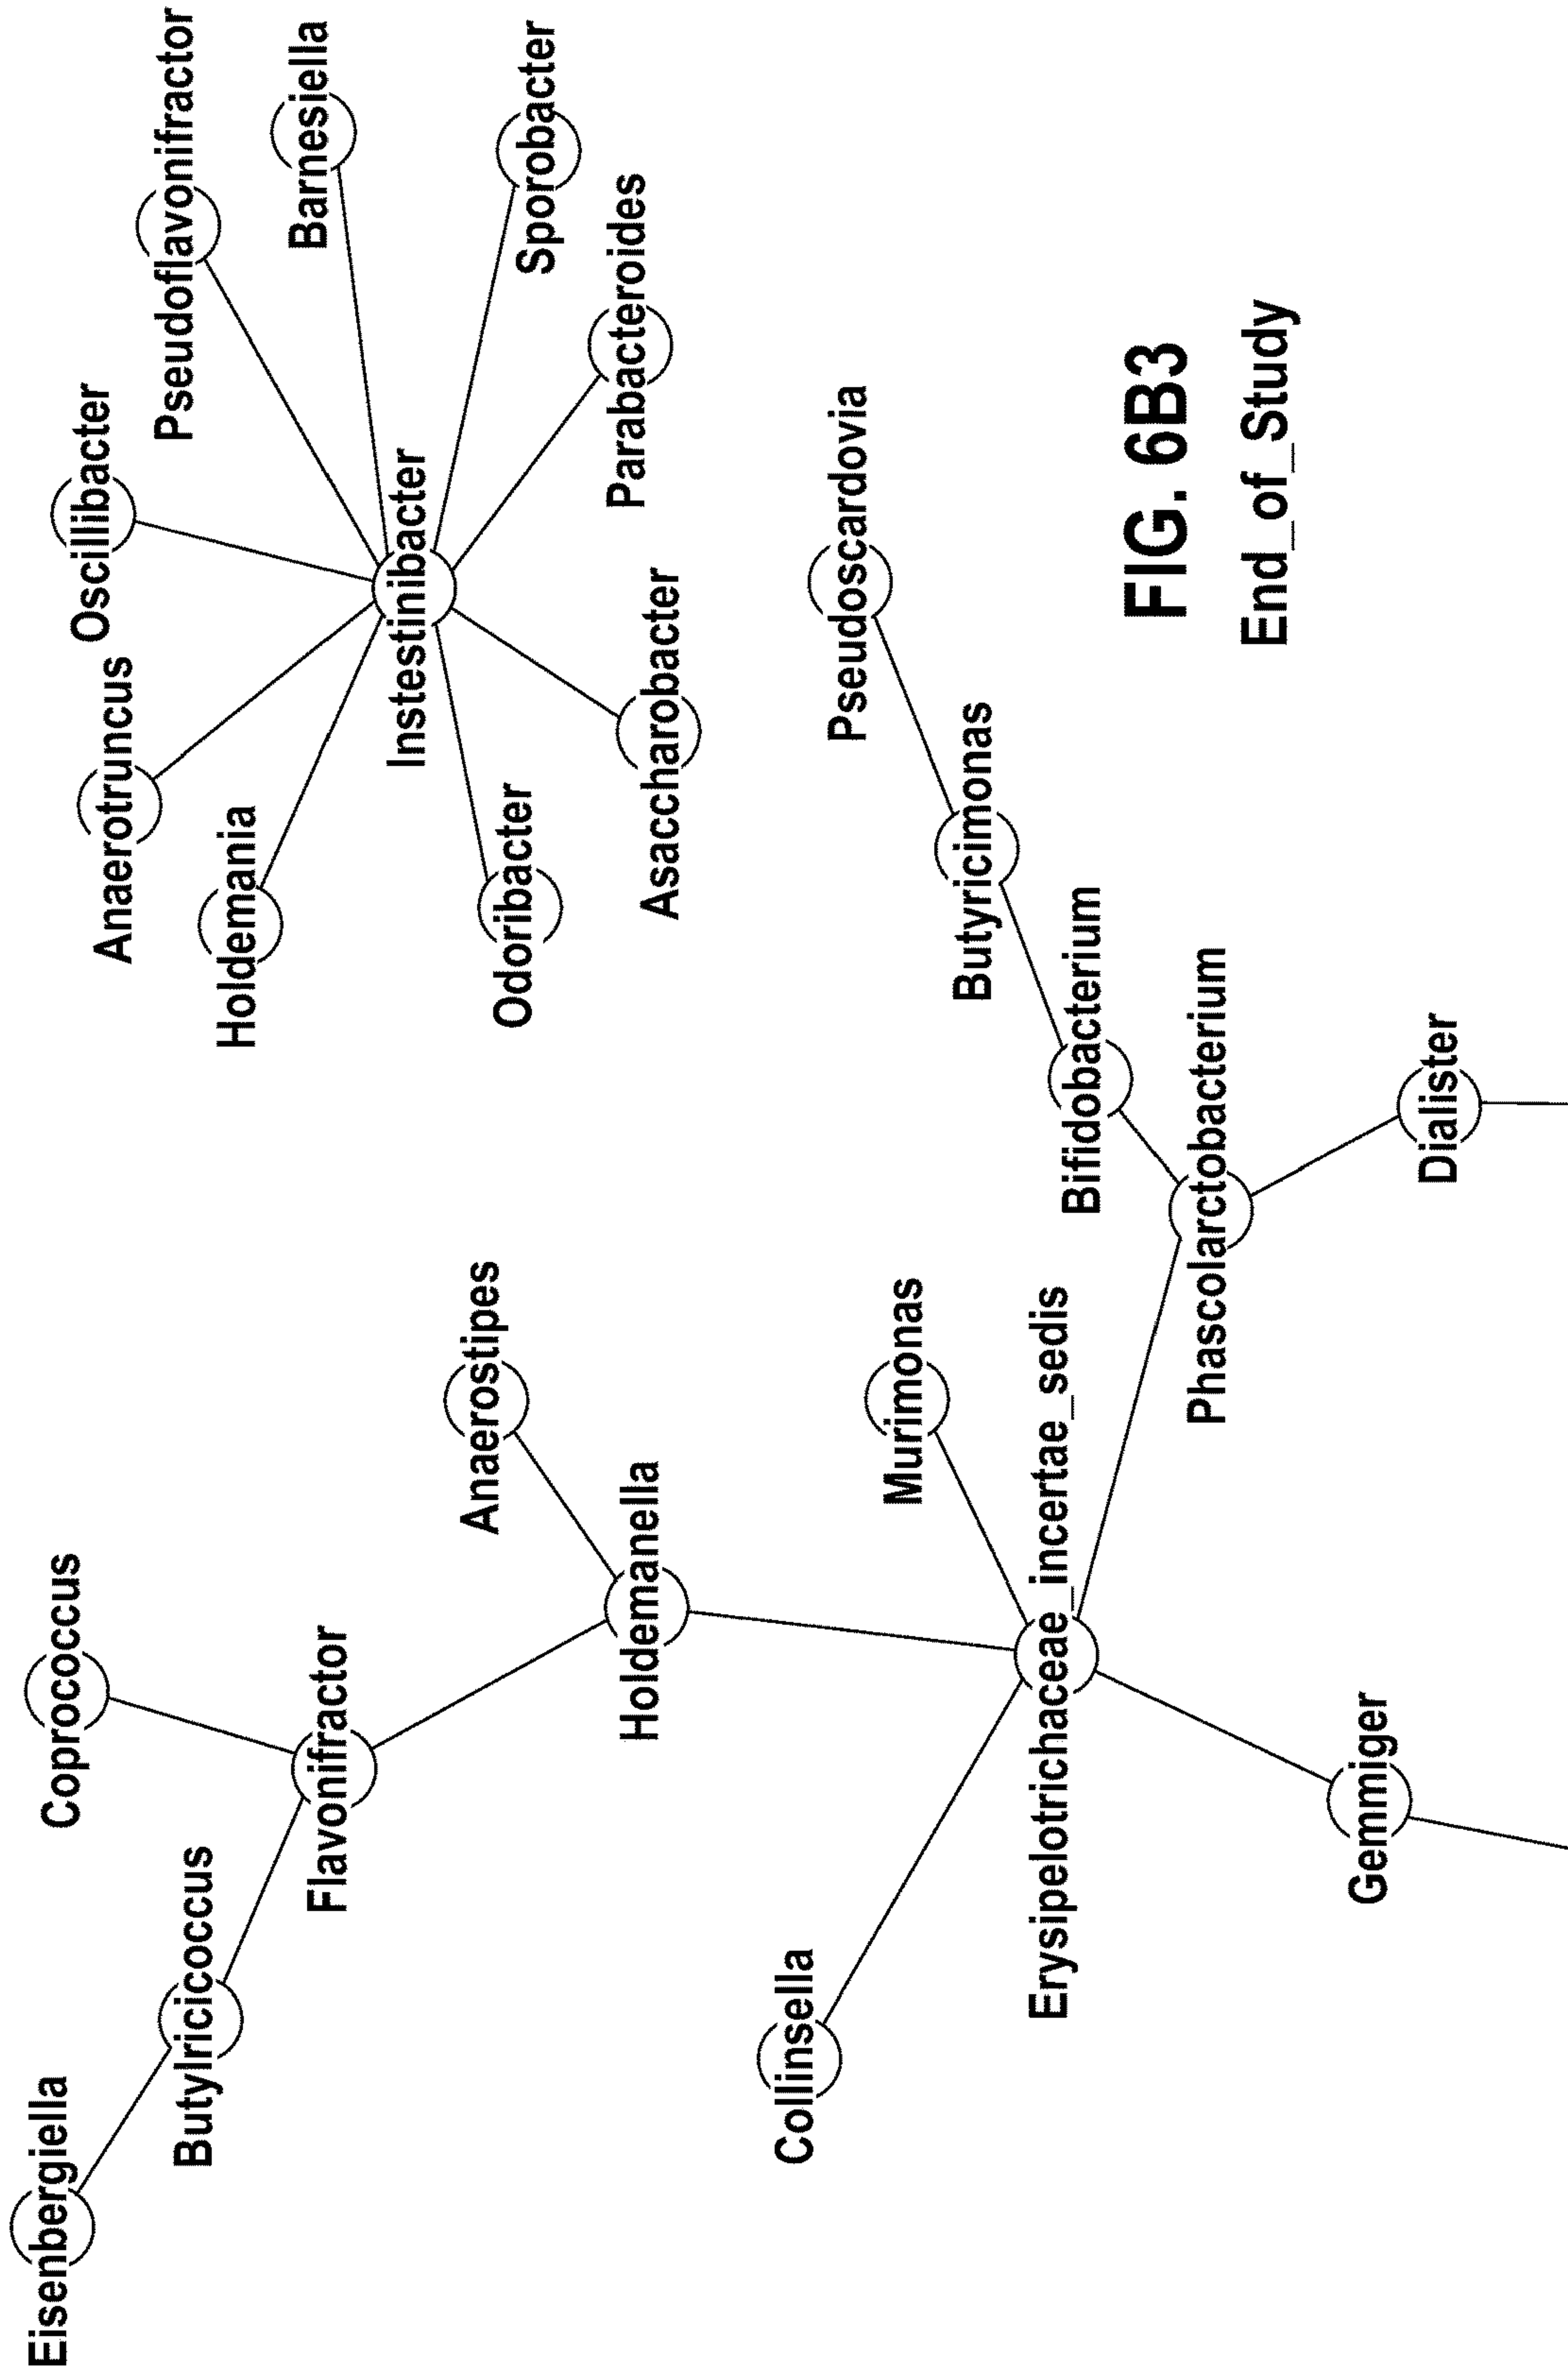 Eisenbergiella
Butylricicoccus
Coprococcus
Flavonifractor
Anaerostipes
Holdemanella
Collinsella
Murimonas
Erysipelotrichaceae_incertae_sedis
Gemmiger
Phascolarctobacterium
Dialister
Bifidobacterium
Butyricimonas
Pseudoscardovia
Anaerotruncus
Oscillibacter
Pseudoflavonifractor
Holdemania
Barnesiella
Instestinibacter
Odoribacter
Sporobacter
Asaccharobacter
Parabacteroides
FIG. 6B3
End_of_Study